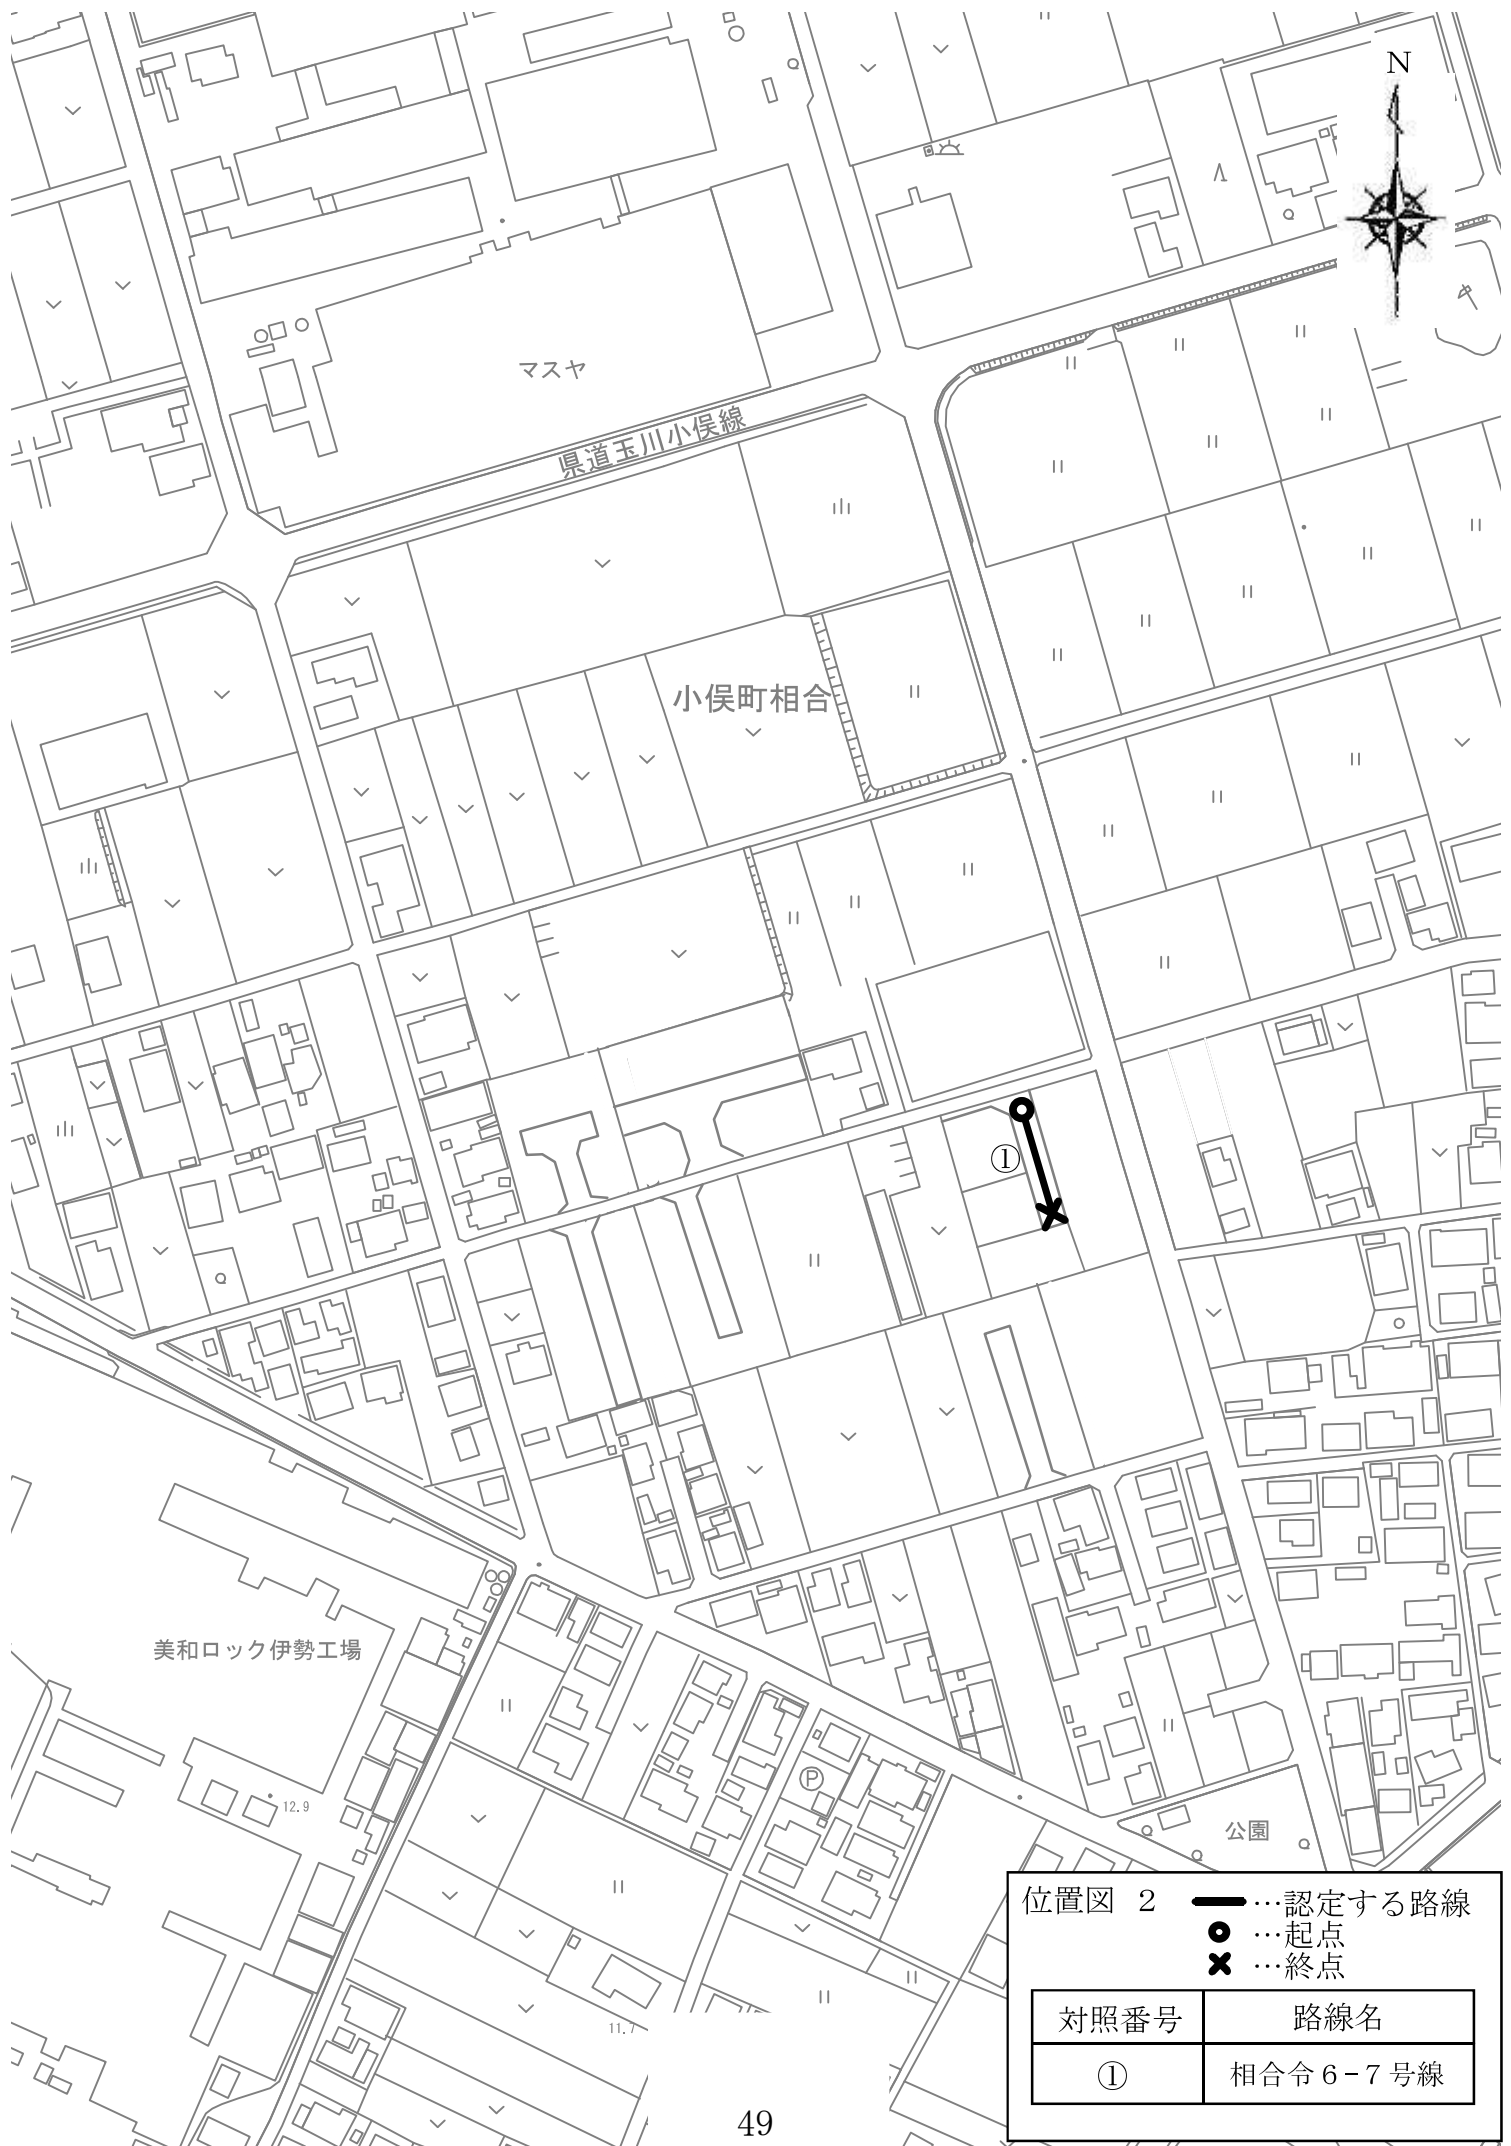 N
マスヤ
県道玉川小俣線
小俣町相合
①
美和ロック伊勢工場
P
12.9
公園
11.7
位置図 2
…認定する路線
…起点
…終点
対照番号 路線名
① 相合令6-7号線
49